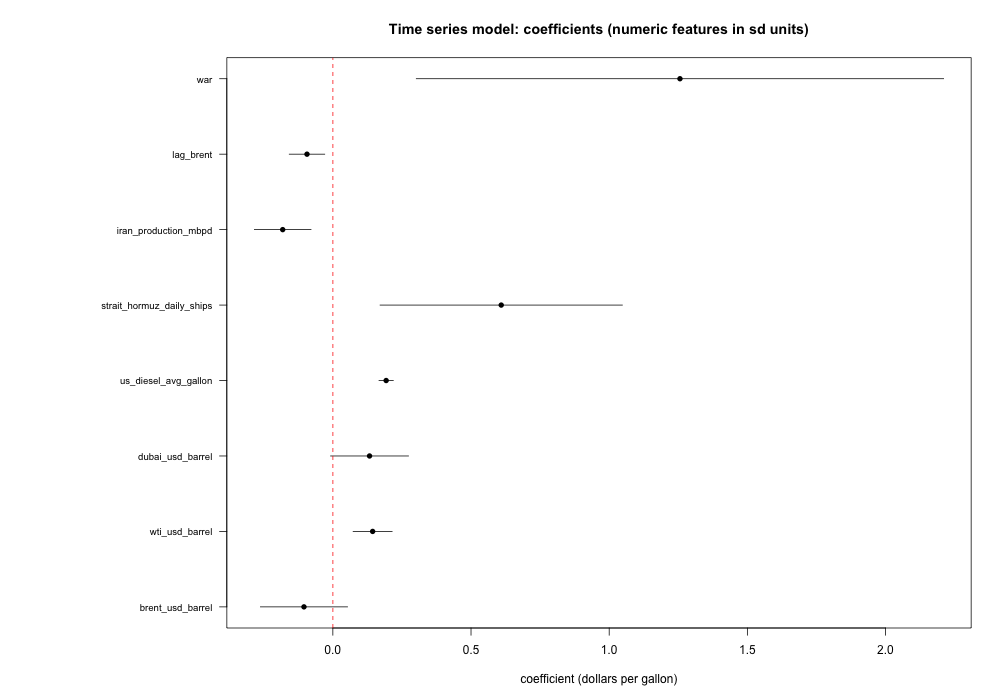 Time series model: coefficients (numeric features in sd units)
war
lag_brent
iran_production_mbpd
strait_hormuz_daily_ships
us_diesel_avg_gallon
dubai_usd_barrel
wti_usd_barrel
brent_usd_barrel
0.0 0.5 1.0 1.5 2.0
coefficient (dollars per gallon)